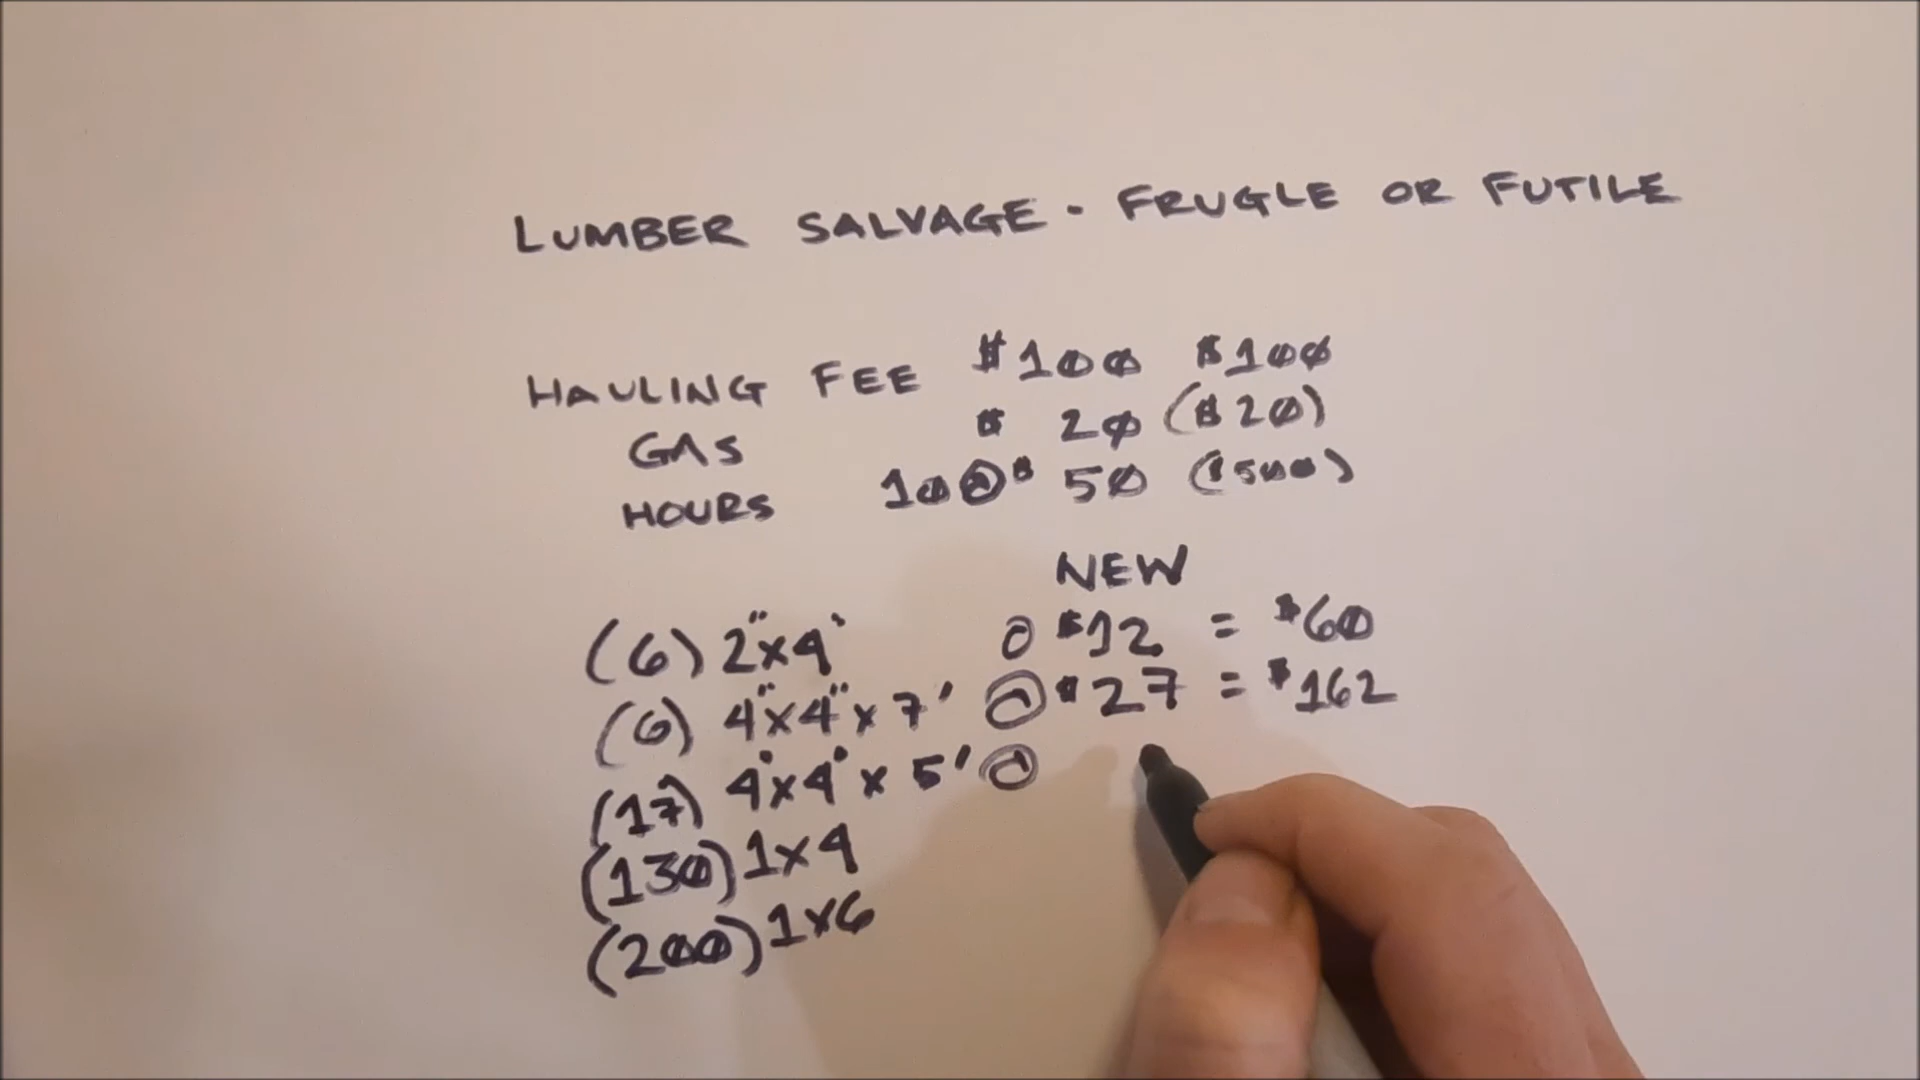 LUMBER SALVAGE - FRUGLE OR FUTILE
HAULING FEE $100 $100
GAS $ 20 ($20)
HOURS 10@$ 50 ($500)
NEW
(6) 2"x4" @ $12 = $60
(6) 4"x4"x7' @ $27 = $162
(17) 4"x4"x5' @
(130) 1x4
(200) 1x6